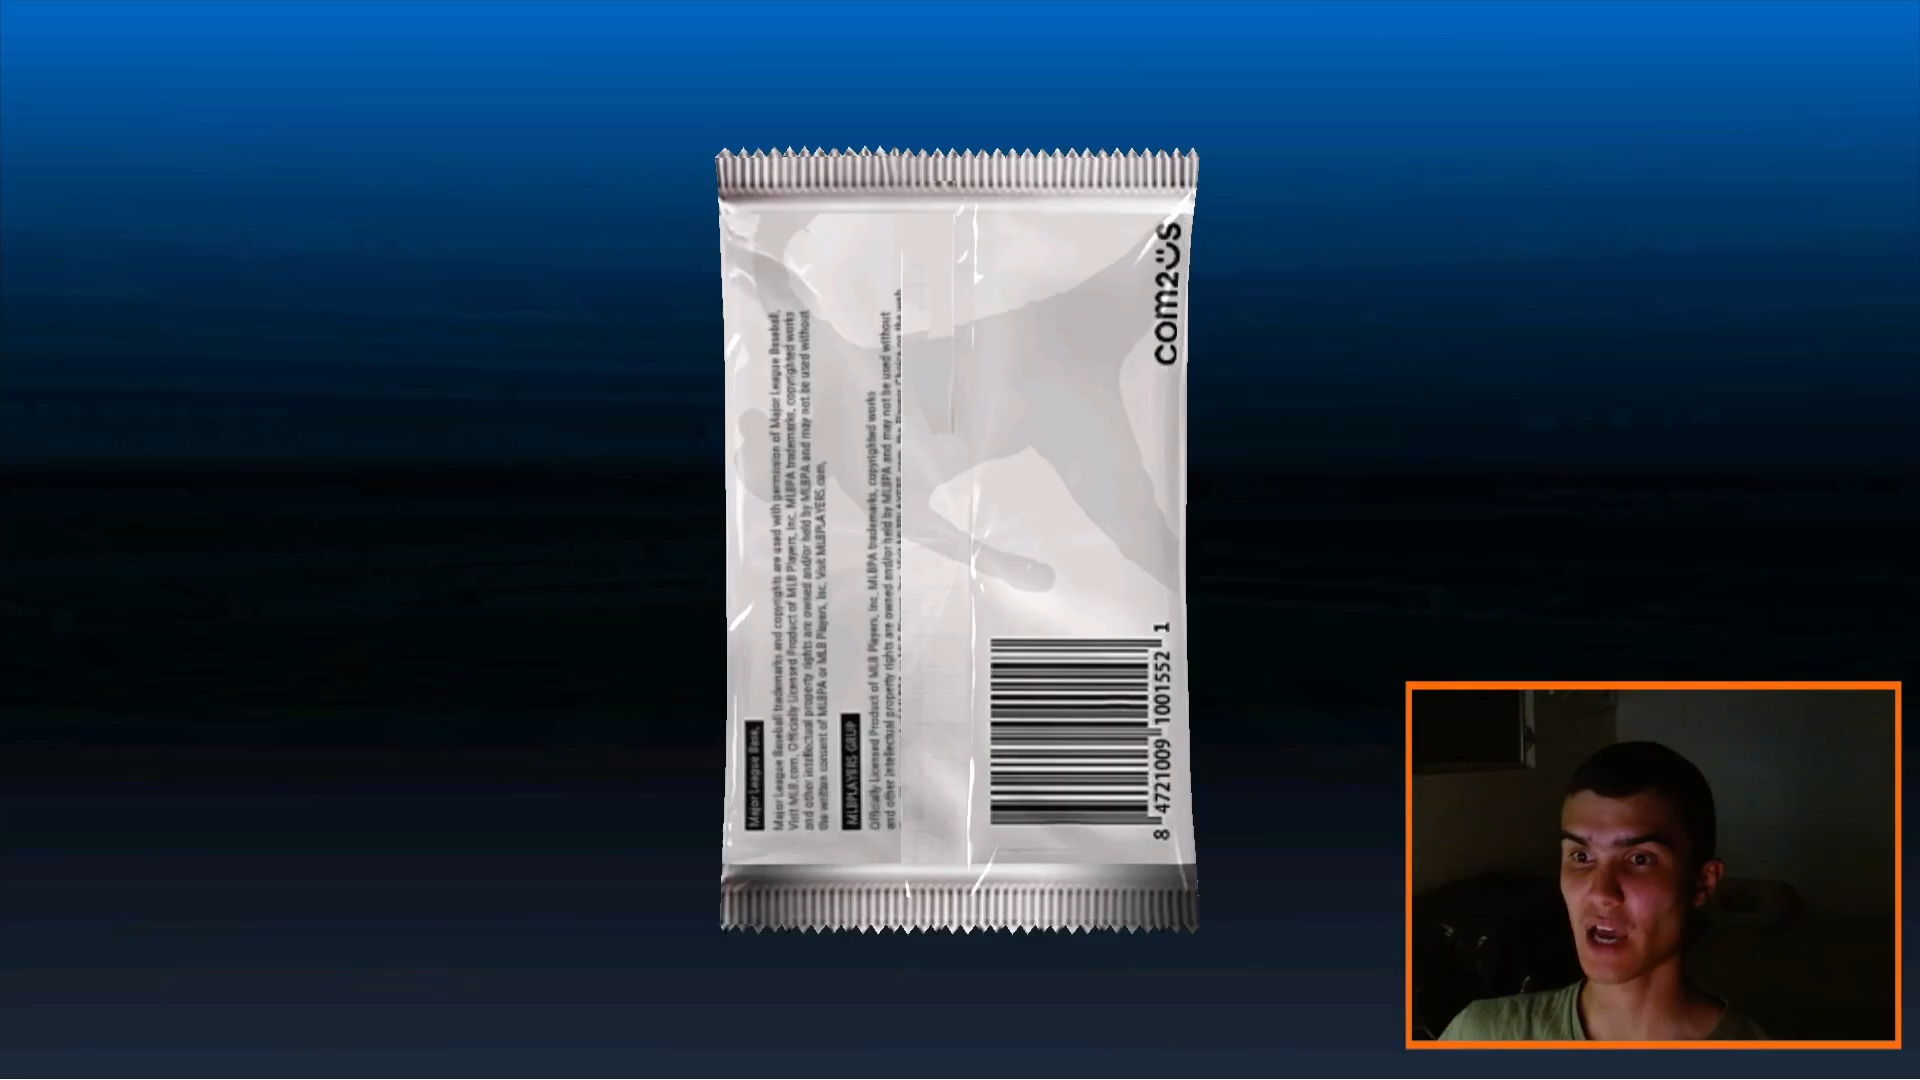 Major League Base.
Major League Baseball trademarks and copyrights are used with permission of Major League Baseball.
Visit MLB.com. Officially Licensed Product of MLB Players, Inc. MLBPA trademarks, copyrighted works
and other intellectual property rights are owned and/or held by MLBPA and may not be used without
the written consent of MLBPA or MLB Players, Inc. Visit MLBPLAYERS.com,
MLBPLAYERS GRUP
Officially Licensed Product of MLB Players, Inc, MLBPA trademarks, copyrighted works
and other intellectual property rights are owned and/or held by MLBPA and may not be used without
8 4721009 1001552 1
com2us